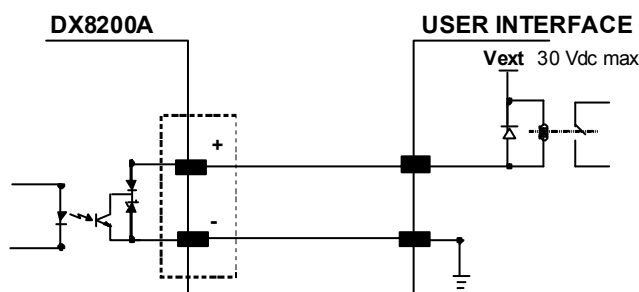 DX8200A
USER INTERFACE
Vext 30 Vdc max
+
-